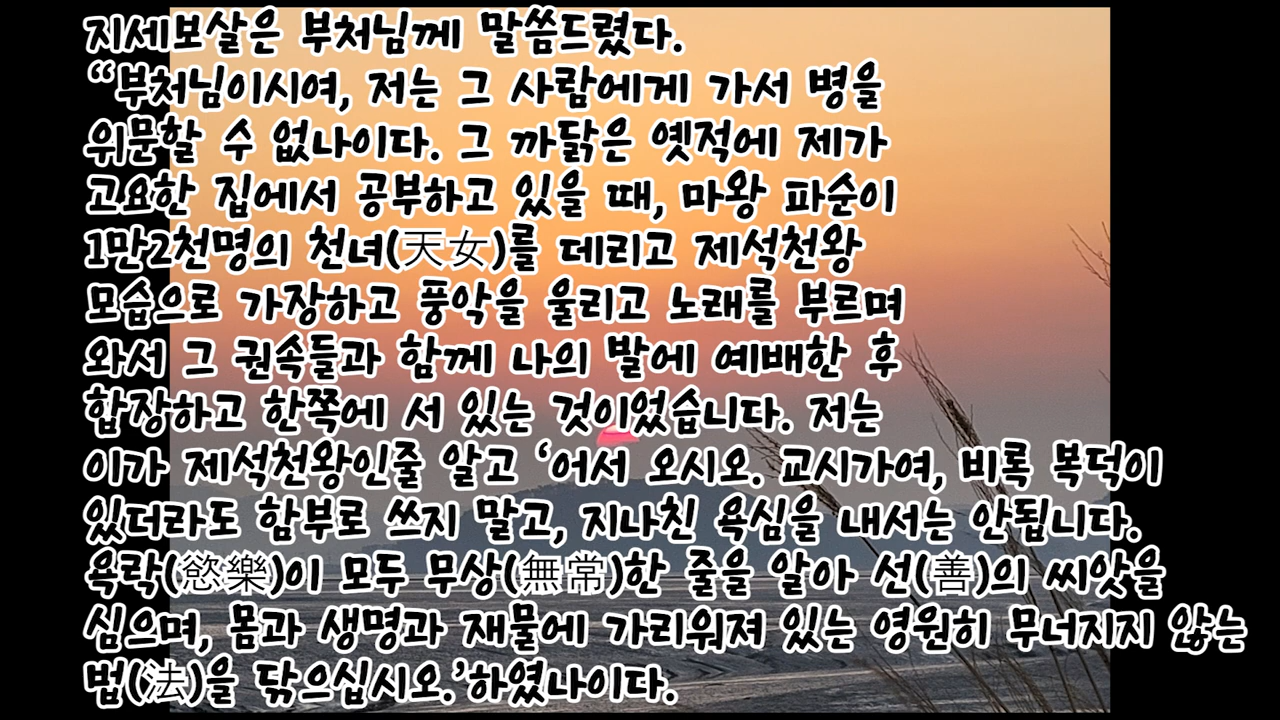 지세보살은 부처님께 말씀드렸다.
“부처님이시여, 저는 그 사람에게 가서 병을
위문할 수 없나이다. 그 까닭은 옛적에 제가
고요한 집에서 공부하고 있을 때, 마왕 파순이
1만2천명의 천녀(天女)를 데리고 제석천왕
모습으로 가장하고 풍악을 울리고 노래를 부르며
와서 그 권속들과 함께 나의 발에 예배한 후
합장하고 한쪽에 서 있는 것이었습니다. 저는
이가 제석천왕인줄 알고 ‘어서 오시오. 교시가여, 비록 복덕이
있더라도 함부로 쓰지 말고, 지나친 욕심을 내서는 안됩니다.
욕락(慾樂)이 모두 무상(無常)한 줄을 알아 선(善)의 씨앗을
심으며, 몸과 생명과 재물에 가리워져 있는 영원히 무너지지 않는
법(法)을 닦으십시오.’하였나이다.